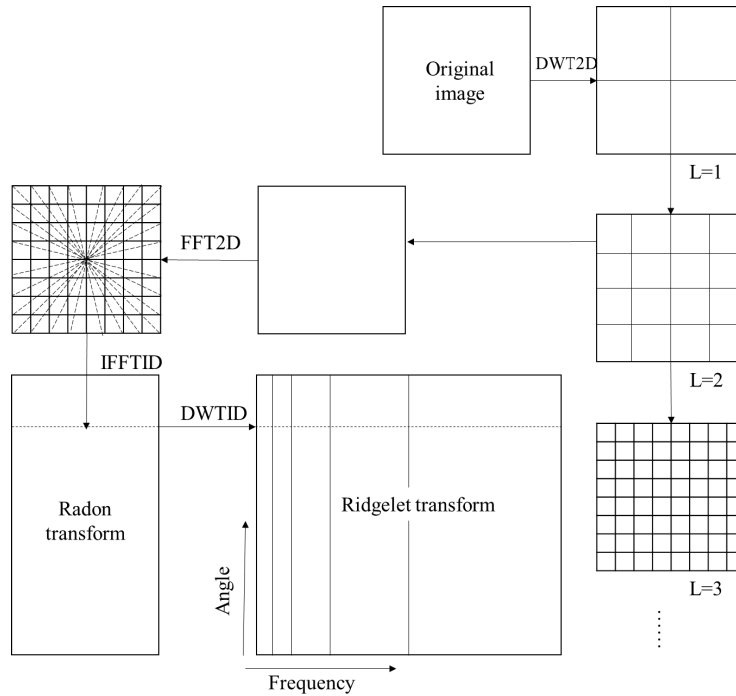 Original
image
DWT2D
L=1
FFT2D
L=2
IFFTID
DWTID
Radon
transform
Ridgelet transform
Angle
Frequency
L=3